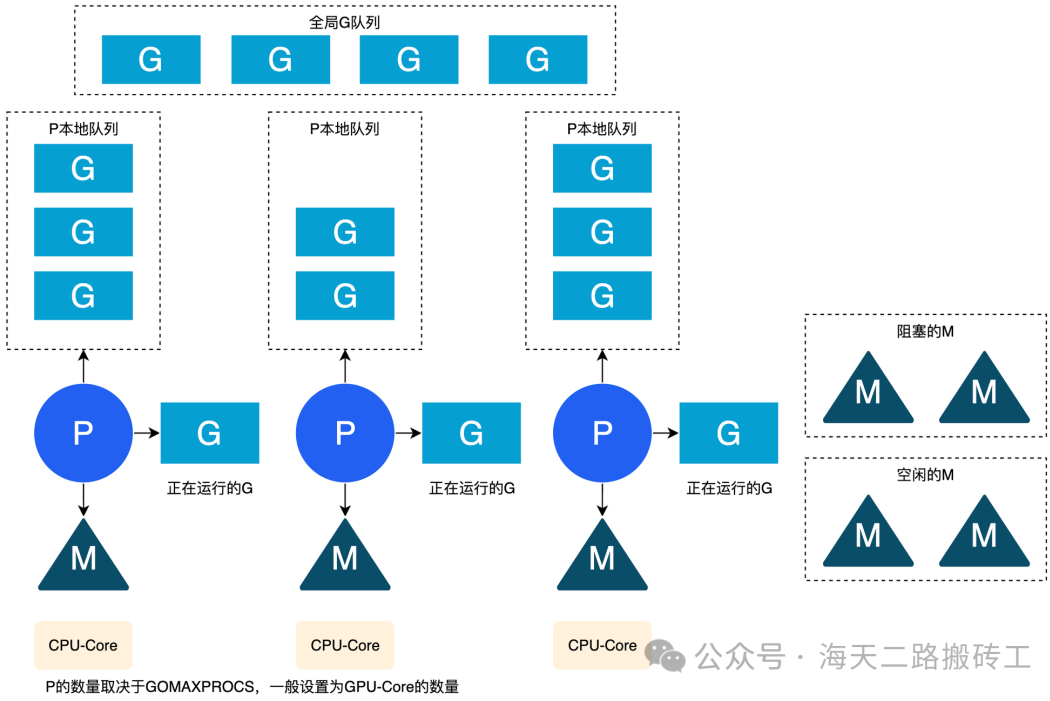 全局G队列
G G G G
P本地队列 P本地队列 P本地队列
G G
G G G
G G G
阻塞的M
M M
P G P G P G
空闲的M
正在运行的G 正在运行的G 正在运行的G
M M
M M M
CPU-Core CPU-Core CPU-Core
公众号 · 海天二路搬砖工
P的数量取决于GOMAXPROCS，一般设置为GPU-Core的数量